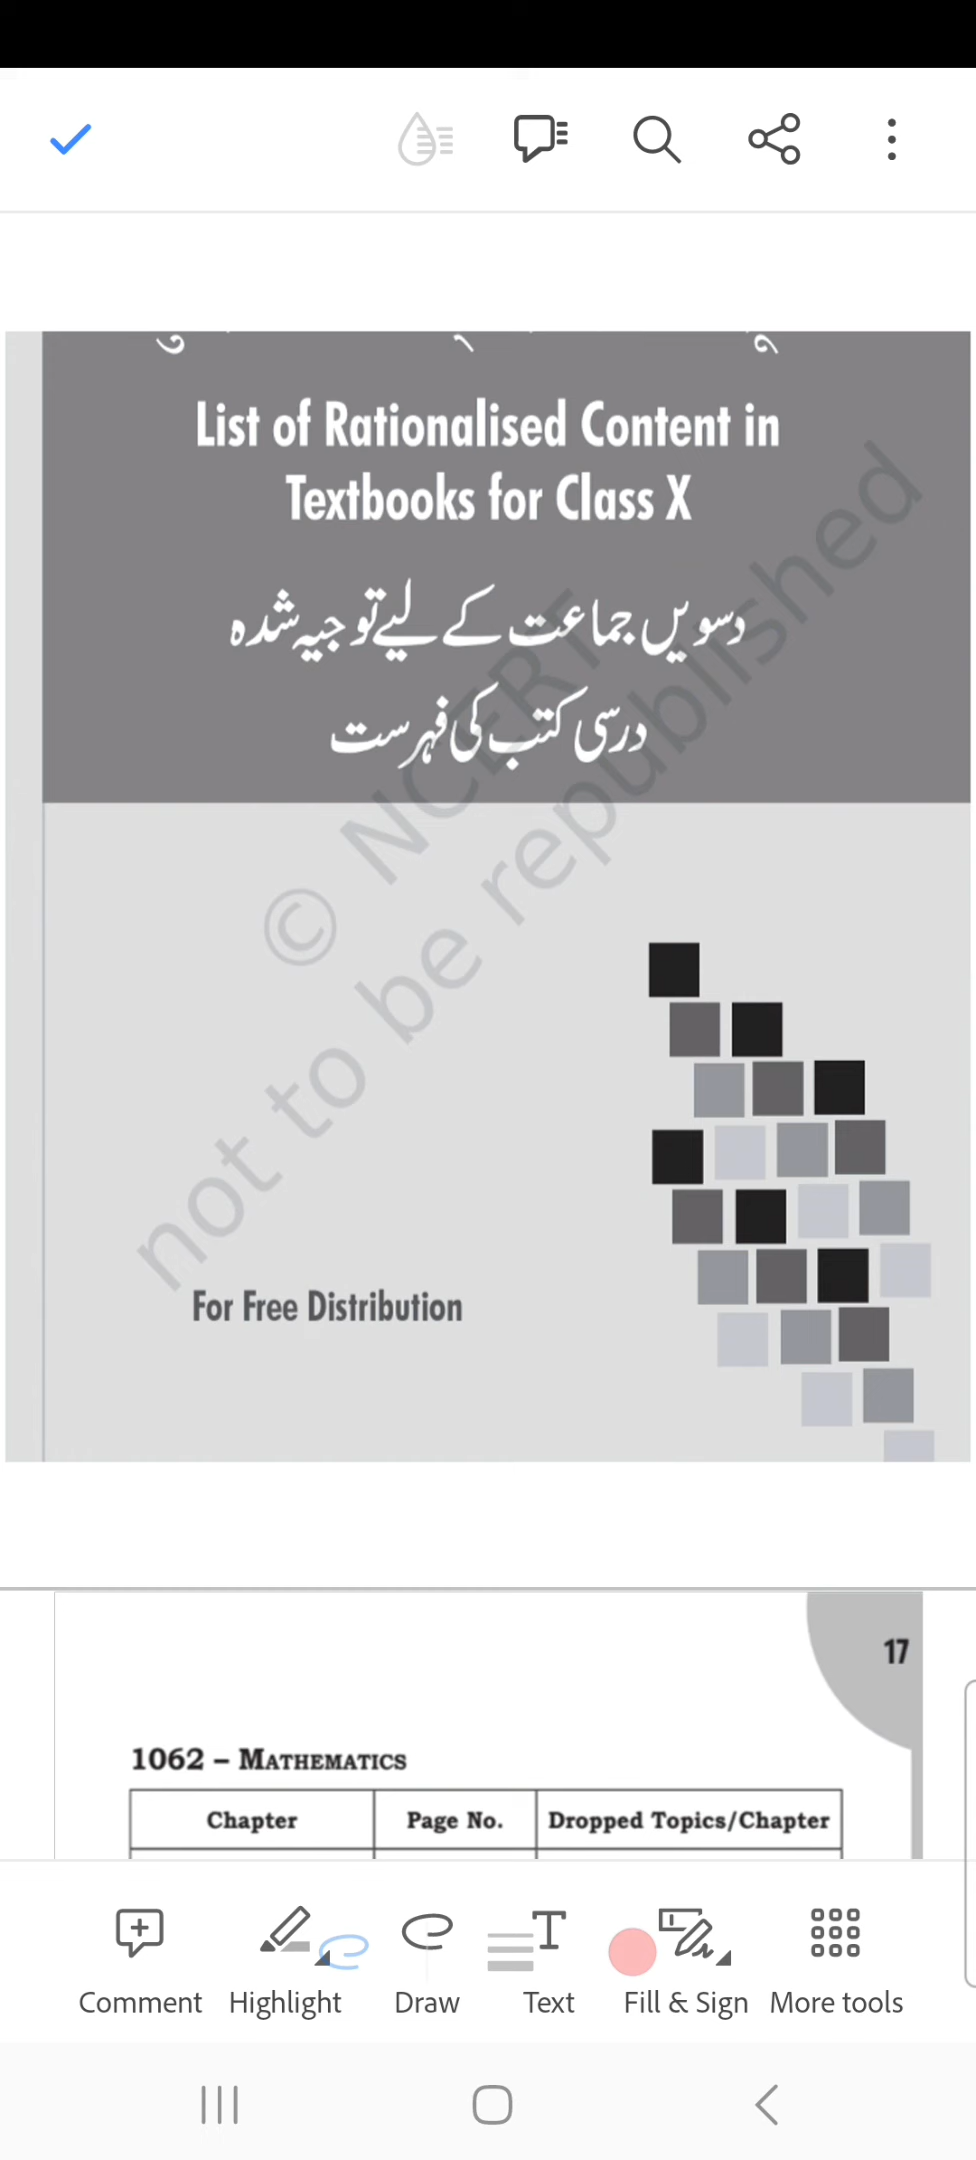 List of Rationalised Content in
Textbooks for Class X
دسویں جماعت کے لیے توجیہ شدہ
درسی کتب کی فہرست
© NCERT
not to be republished
For Free Distribution
17
1062 – MATHEMATICS
Chapter Page No. Dropped Topics/Chapter
Comment Highlight Draw Text Fill & Sign More tools